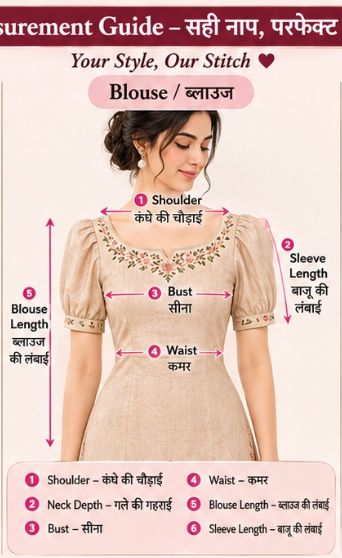 surement Guide – सही नाप, परफेक्ट
Your Style, Our Stitch
Blouse / ब्लाउज
1 Shoulder
कंघे की चौड़ाई
2
Sleeve
Length
बाजू की
लंबाई
3 Bust
सीना
4 Waist
कमर
5
Blouse
Length
ब्लाउज
की लंबाई
1 Shoulder – कंघे की चौड़ाई
2 Neck Depth – गले की गहराई
3 Bust – सीना
4 Waist – कमर
5 Blouse Length – ब्लाउज की लंबाई
6 Sleeve Length – बाजू की लंबाई